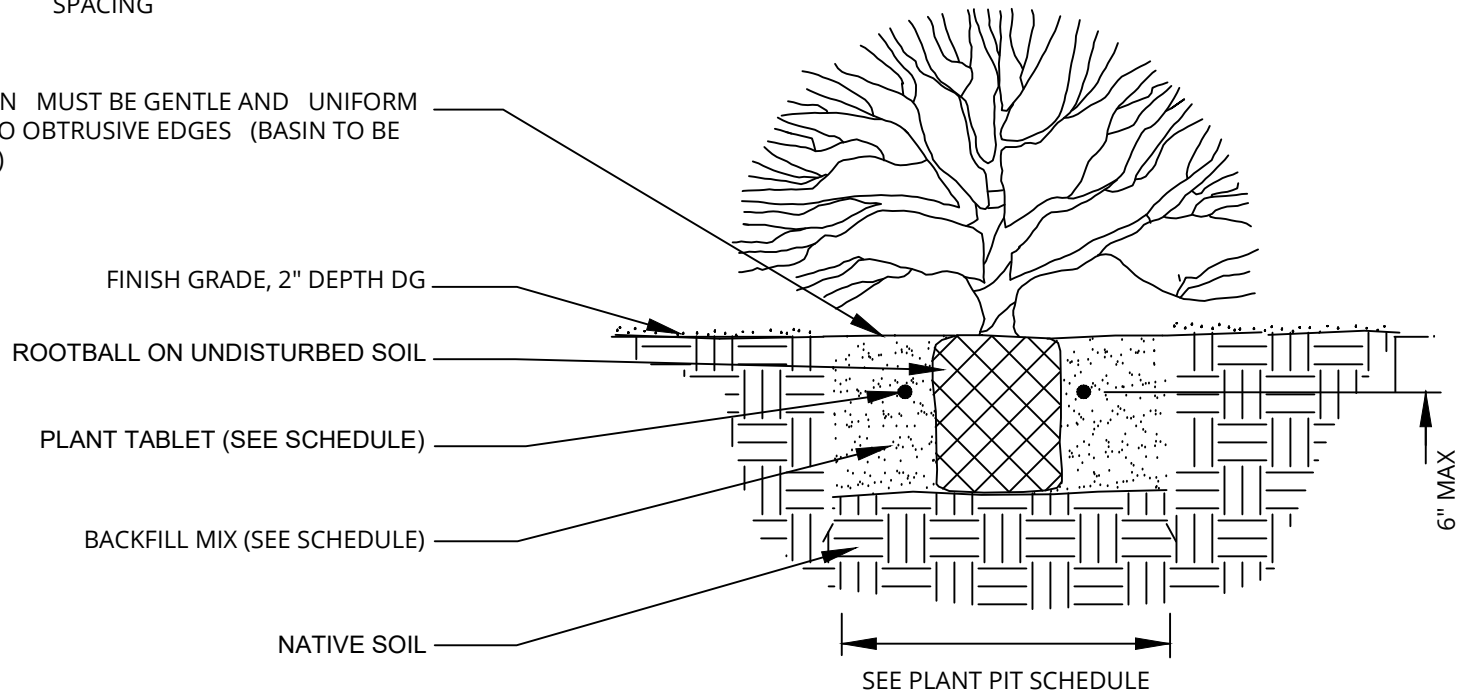 SPACING
N MUST BE GENTLE AND UNIFORM
O OBTRUSIVE EDGES (BASIN TO BE
)
FINISH GRADE, 2" DEPTH DG
ROOTBALL ON UNDISTURBED SOIL
PLANT TABLET (SEE SCHEDULE)
BACKFILL MIX (SEE SCHEDULE)
NATIVE SOIL
6" MAX
SEE PLANT PIT SCHEDULE